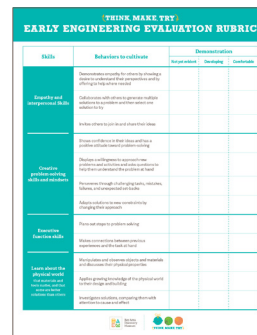 {THINK, MAKE, TRY}
EARLY ENGINEERING EVALUATION RUBRIC
Skills
Behaviors to cultivate
Demonstration
Not yet evident
Developing
Comfortable
Empathy and
interpersonal Skills
Demonstrates empathy for others by showing a
desire to understand their perspectives and by
offering to help where needed
Collaborates with others to generate multiple
solutions to a problem and then select one
solution to try
Invites others to join in and share their ideas
Creative
problem-solving
skills and mindsets
Shows confidence in their ideas and has a
positive attitude toward problem-solving
Displays a willingness to approach new
problems and activities and asks questions to
help them understand the problem at hand
Perseveres through challenging tasks, mistakes,
failures, and unexpected setbacks
Adapts solutions to new constraints by
changing their approach
Executive
function skills
Plans out steps to problem solving
Makes connections between previous
experiences and the task at hand
Learn about the
physical world
Manipulates and observes objects and materials
and discusses their physical properties
Applies growing knowledge of the physical world
to their design and building
Investigates solutions, comparing them with
attention to cause and effect
THINK MAKE TRY